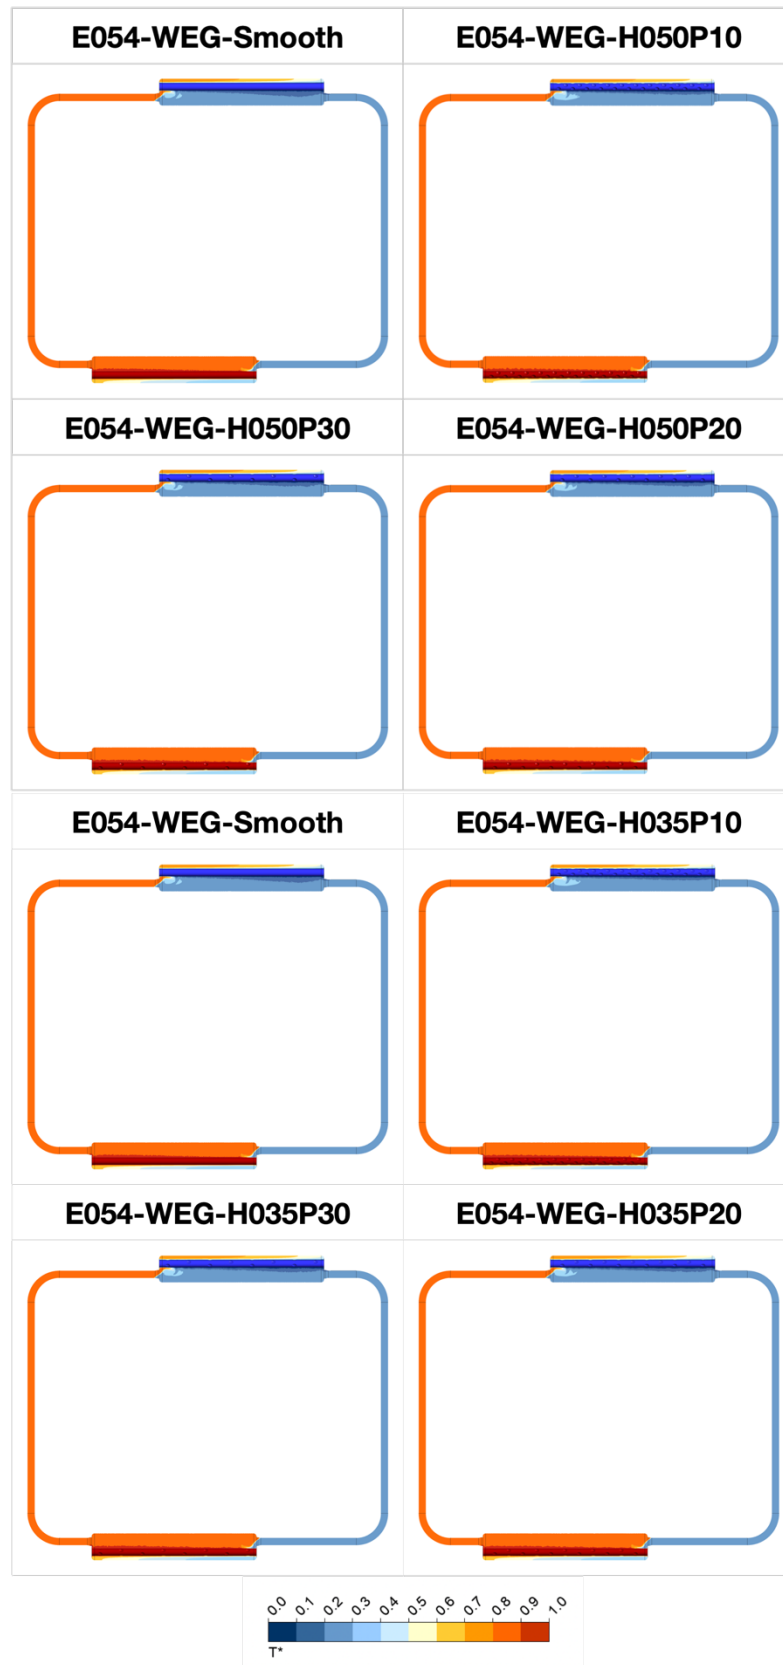 E054-WEG-Smooth
E054-WEG-H050P10
E054-WEG-H050P30
E054-WEG-H050P20
E054-WEG-Smooth
E054-WEG-H035P10
E054-WEG-H035P30
E054-WEG-H035P20
0.0 0.1 0.2 0.3 0.4 0.5 0.6 0.7 0.8 0.9 1.0
T*